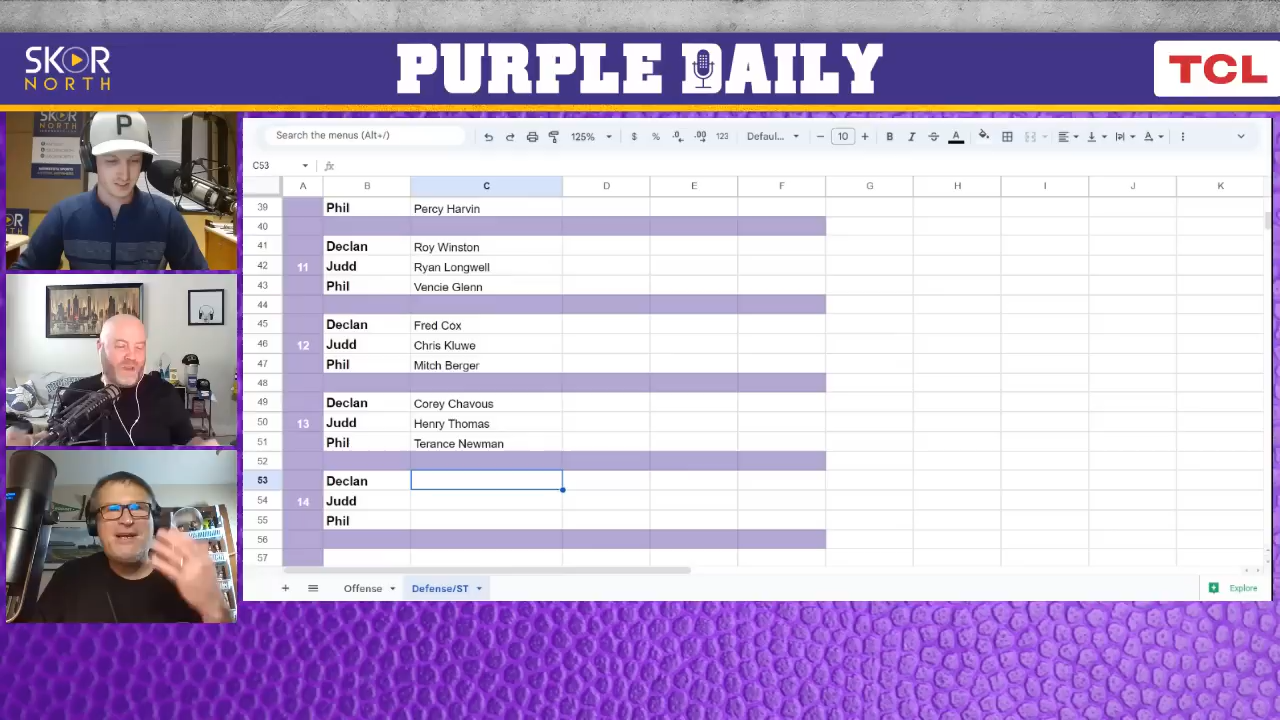 SKOR
NORTH
PURPLE DAILY
TCL
SKOR
NORTH
P
Search the menus (Alt+/)
125%
$ % .0 .00 123
Defaul...
− 10 +
B I S A
C53
fx
A B C D E F G H I J K
39 Phil Percy Harvin
40
41 Declan Roy Winston
42 11 Judd Ryan Longwell
43 Phil Vencie Glenn
44
45 Declan Fred Cox
46 12 Judd Chris Kluwe
47 Phil Mitch Berger
48
49 Declan Corey Chavous
50 13 Judd Henry Thomas
51 Phil Terance Newman
52
53 Declan
54 14 Judd
55 Phil
56
57
+ Offense Defense/ST Explore